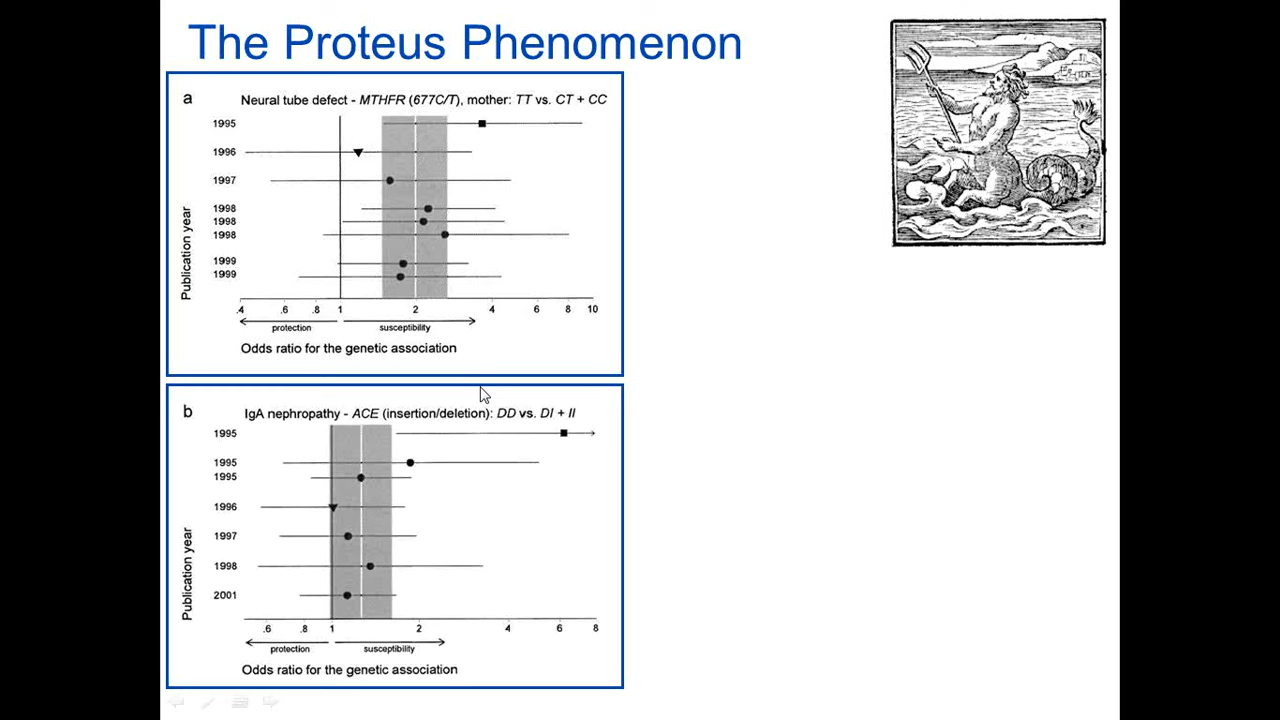 The Proteus Phenomenon
a
Neural tube defect - MTHFR (677C/T), mother: TT vs. CT + CC
1995
1996
1997
1998
1998
1998
1999
1999
Publication year
.4 .6 .8 1 2 4 6 8 10
protection susceptibility
Odds ratio for the genetic association
b
IgA nephropathy - ACE (insertion/deletion): DD vs. DI + II
1995
1995
1995
1996
1997
1998
2001
Publication year
.6 .8 1 2 4 6 8
protection susceptibility
Odds ratio for the genetic association